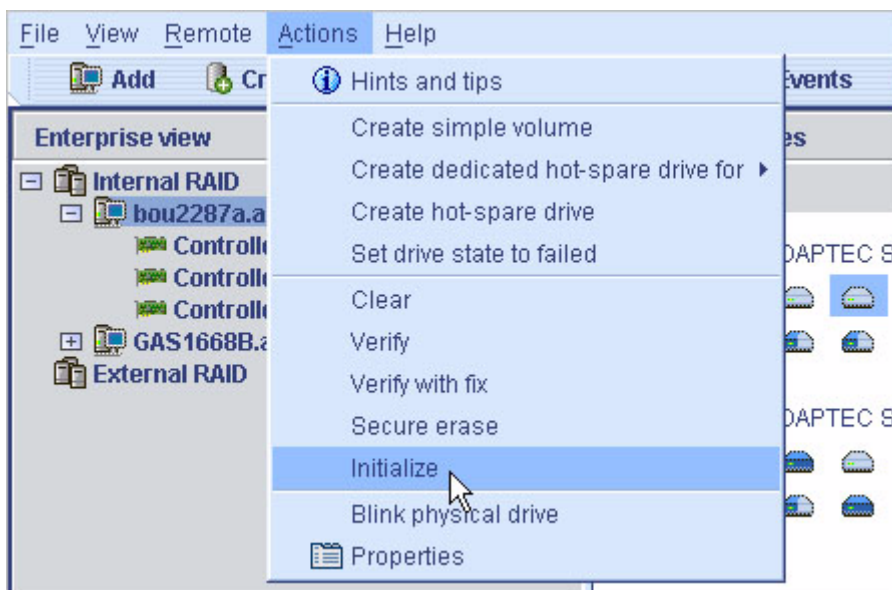 File View Remote Actions Help
Add
Hints and tips
Create simple volume
Create dedicated hot-spare drive for
Create hot-spare drive
Set drive state to failed
Clear
Verify
Verify with fix
Secure erase
Initialize
Blink physical drive
Properties
Enterprise view
Internal RAID
bou2287a.a
GAS1668B.a
External RAID